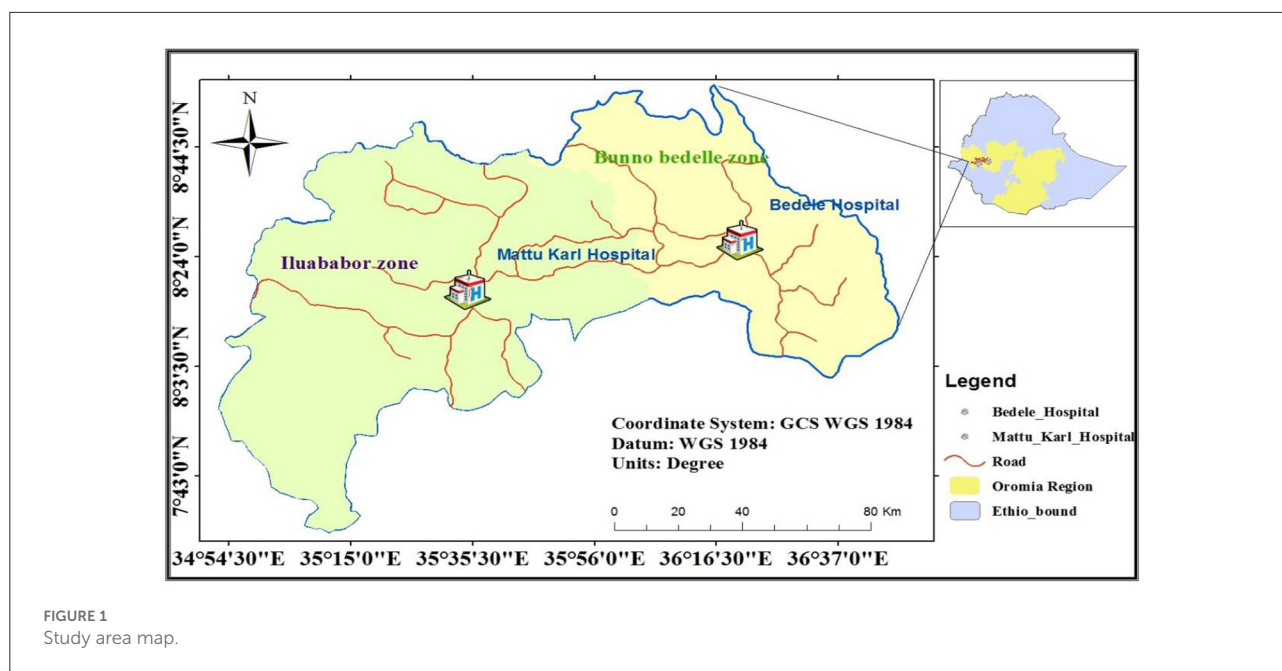 N
8°44'30"N
8°24'0"N
8°3'30"N
7°43'0"N
Bunno bedelle zone
Bedele Hospital
Mattu Karl Hospital
Iluababor zone
H
H
Coordinate System: GCS WGS 1984
Datum: WGS 1984
Units: Degree
0 20 40 60 80 Km
34°54'30"E 35°15'0"E 35°35'30"E 35°56'0"E 36°16'30"E 36°37'0"E
Legend
Bedele_Hospital
Mattu_Karl_Hospital
Road
Oromia Region
Ethio_bound
FIGURE 1
Study area map.